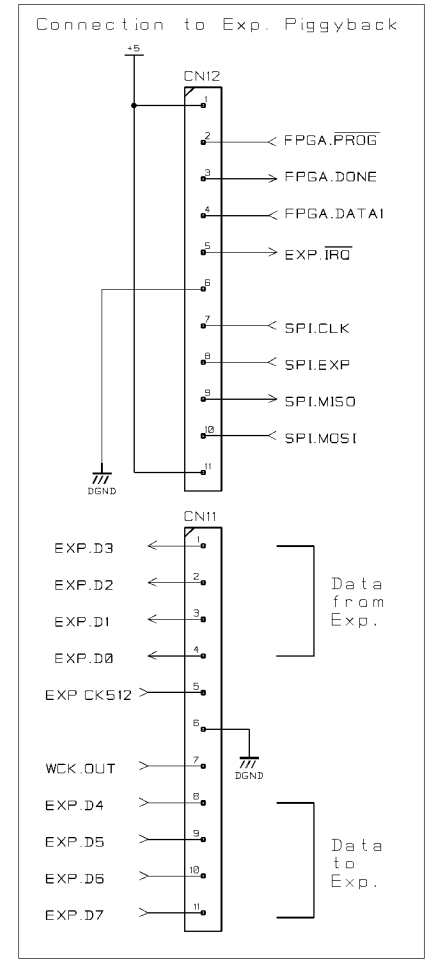 Connection to Exp. Piggyback
+5
CN12
1
2 FPGA.PROG
3 FPGA.DONE
4 FPGA.DATA1
5 EXP.IRQ
6
7 SPI.CLK
8 SPI.EXP
9 SPI.MISO
10 SPI.MOSI
11
DGND
CN11
EXP.D3 1
EXP.D2 2
EXP.D1 3
EXP.D0 4
Data
from
Exp.
EXP CK512 5
6
DGND
WCK.OUT 7
EXP.D4 8
EXP.D5 9
EXP.D6 10
EXP.D7 11
Data
to
Exp.